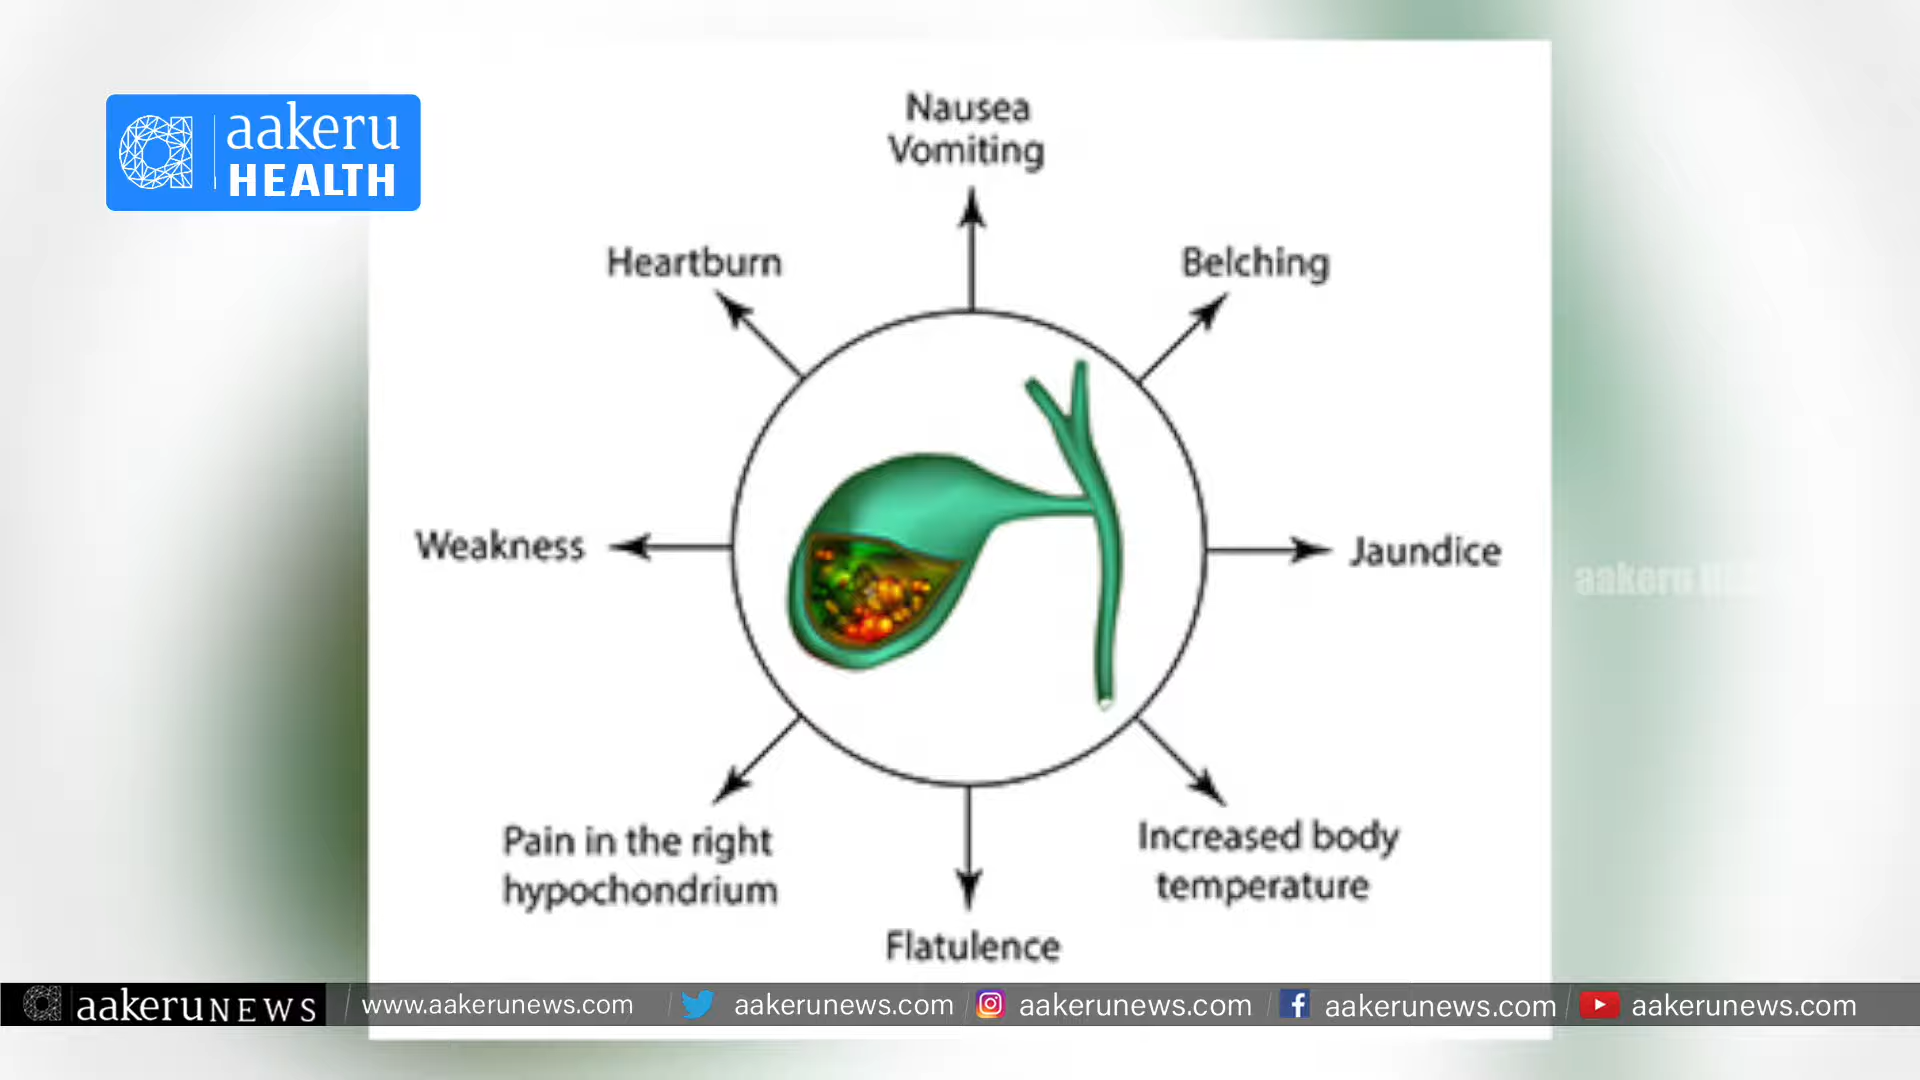 aakeru
HEALTH
Nausea
Vomiting
Heartburn
Belching
Weakness
Jaundice
aakeru
Pain in the right
hypochondrium
Increased body
temperature
Flatulence
aakeruNEWS
www.aakerunews.com
aakerunews.com
aakerunews.com
aakerunews.com
aakerunews.com